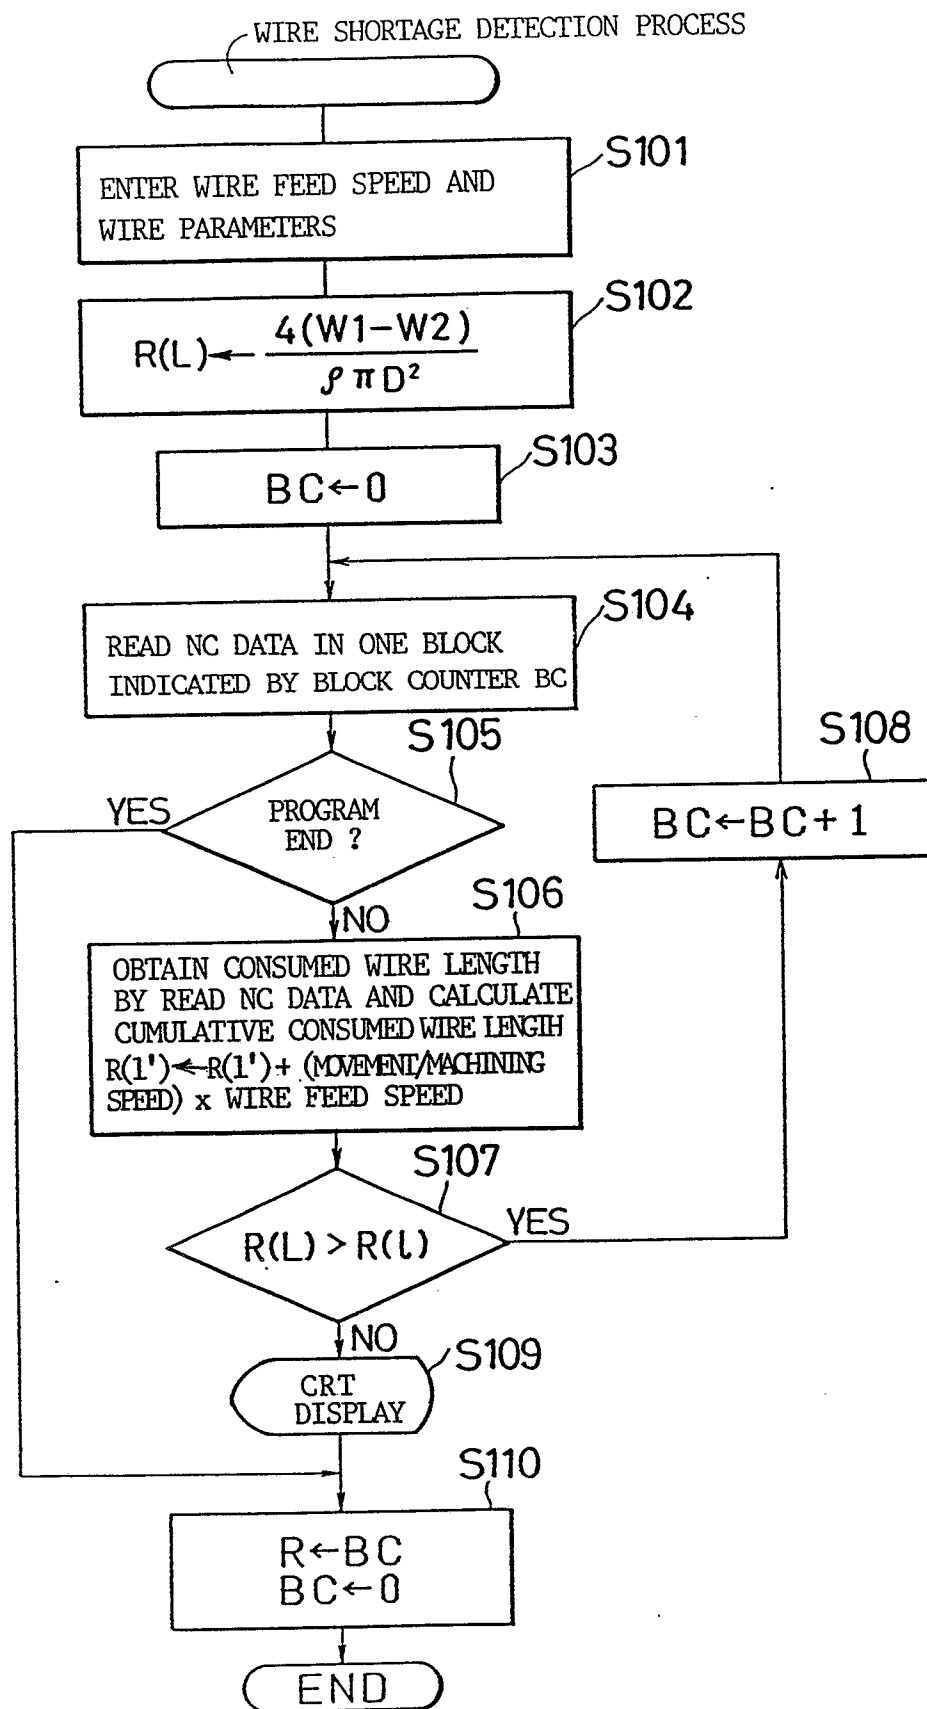 WIRE SHORTAGE DETECTION PROCESS
S101
ENTER WIRE FEED SPEED AND
WIRE PARAMETERS
S102
R(L)← 4(W1-W2)
ρπD²
S103
BC←0
S104
READ NC DATA IN ONE BLOCK
INDICATED BY BLOCK COUNTER BC
S105
YES
PROGRAM
END ?
S108
BC←BC+1
NO
S106
OBTAIN CONSUMED WIRE LENGTH
BY READ NC DATA AND CALCULATE
CUMULATIVE CONSUMED WIRE LENGTH
R(1')←R(1')+ (MOVEMENT/MACHINING
SPEED) x WIRE FEED SPEED
S107
YES
R(L)>R(l)
NO
S109
CRT
DISPLAY
S110
R←BC
BC←0
END